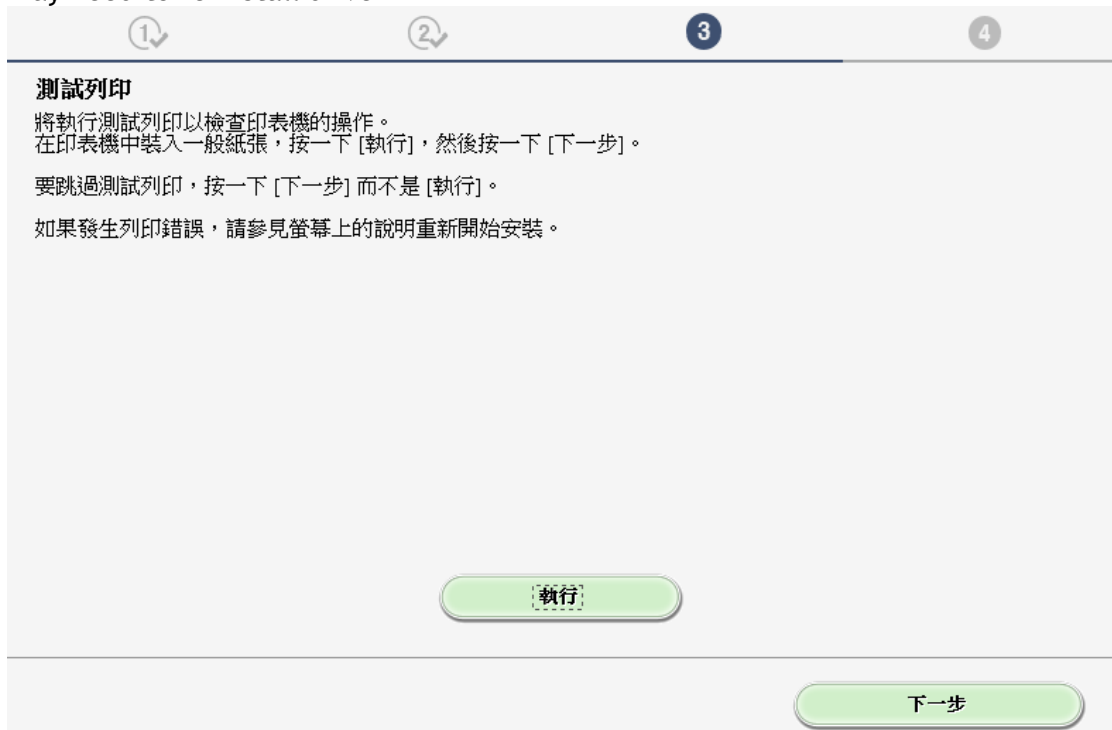 1 2 3 4
測試列印
將執行測試列印以檢查印表機的操作。
在印表機中裝入一般紙張，按一下 [執行]，然後按一下 [下一步]。
要跳過測試列印，按一下 [下一步] 而不是 [執行]。
如果發生列印錯誤，請參見螢幕上的說明重新開始安裝。
執行
下一步